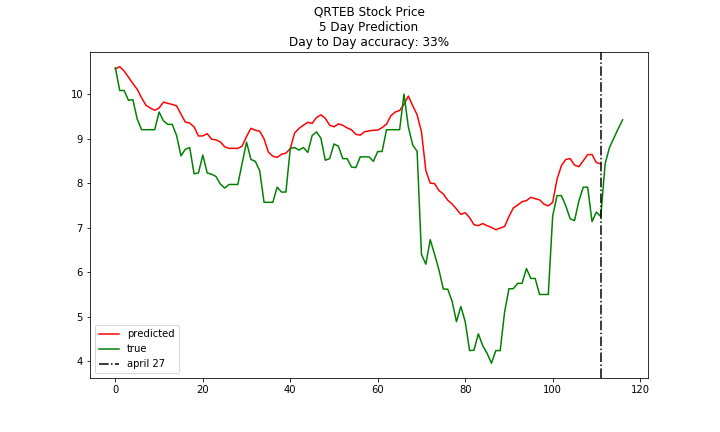 QRTEB Stock Price
5 Day Prediction
Day to Day accuracy: 33%
10
9
8
7
6
5
4
predicted
true
april 27
0
20
40
60
80
100
120